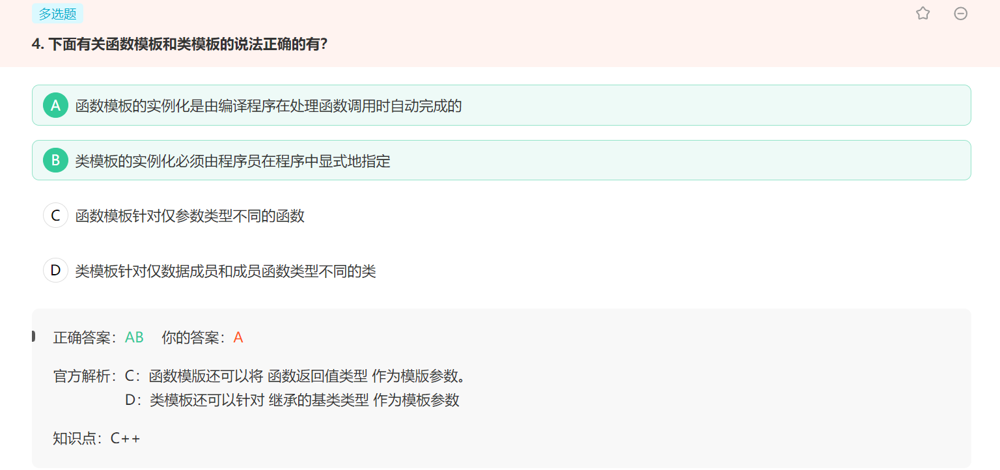 多选题
4. 下面有关函数模板和类模板的说法正确的有?
A 函数模板的实例化是由编译程序在处理函数调用时自动完成的
B 类模板的实例化必须由程序员在程序中显式地指定
C 函数模板针对仅参数类型不同的函数
D 类模板针对仅数据成员和成员函数类型不同的类
正确答案：AB 你的答案：A
官方解析：C：函数模版还可以将 函数返回值类型 作为模版参数。
D：类模板还可以针对 继承的基类类型 作为模板参数
知识点：C++